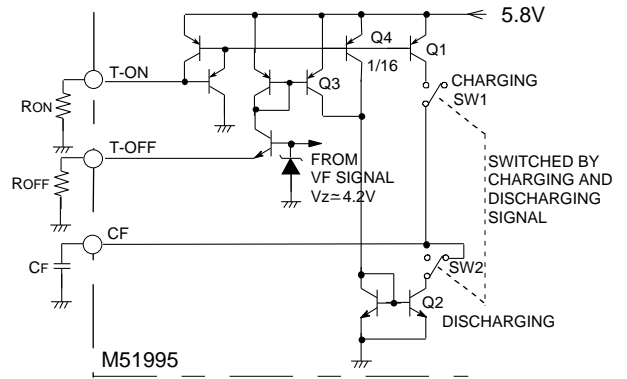 5.8V
Q4
Q1
T-ON
1/16
Q3
CHARGING
SW1
RON
T-OFF
FROM
VF SIGNAL
Vz≃4.2V
ROFF
SWITCHED BY
CHARGING AND
DISCHARGING
SIGNAL
CF
SW2
CF
Q2
DISCHARGING
M51995